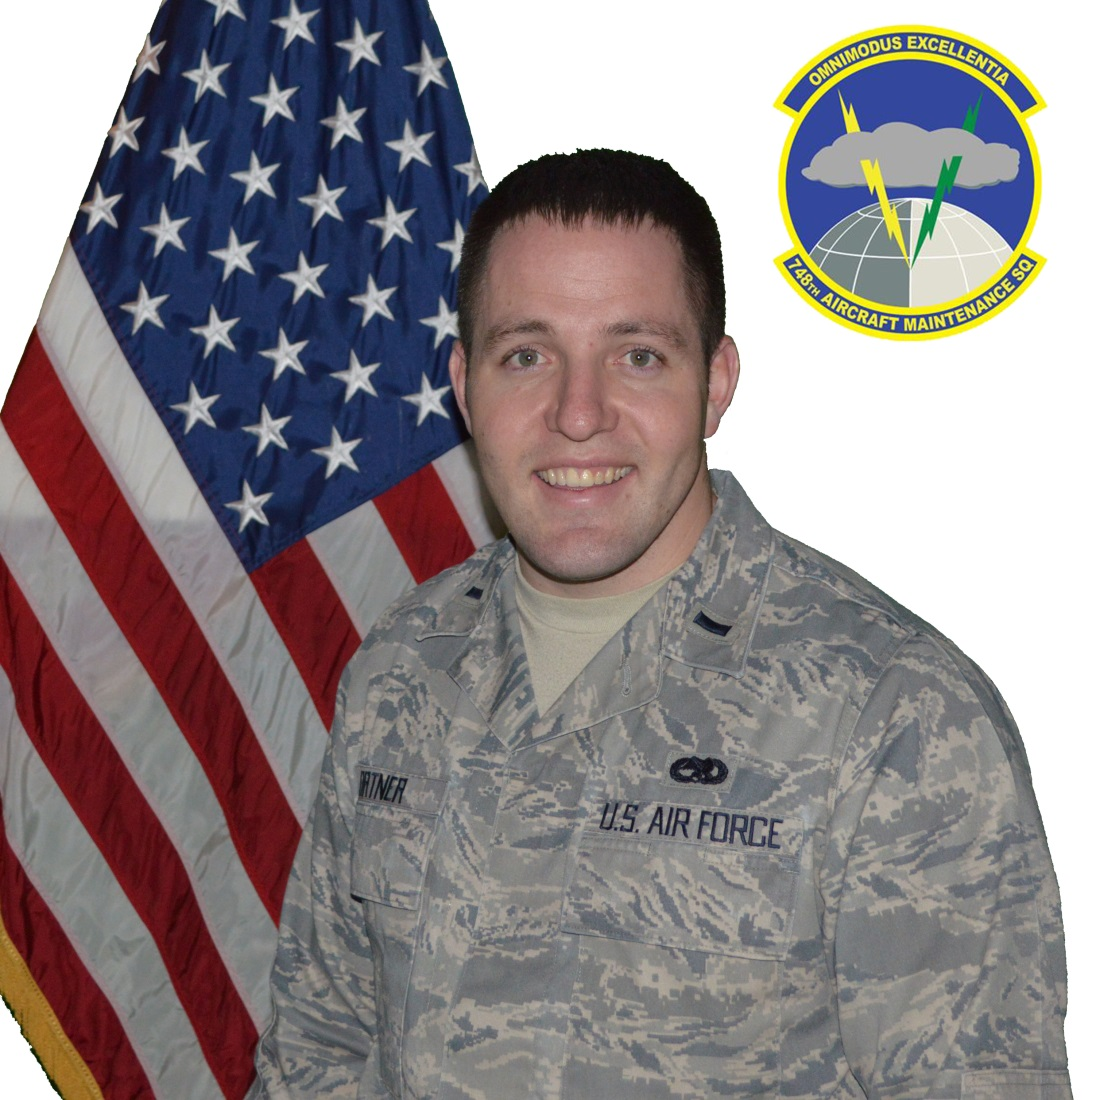 OMNIMODUS EXCELLENTIA
748TH AIRCRAFT MAINTENANCE SQ
U.S. AIR FORCE